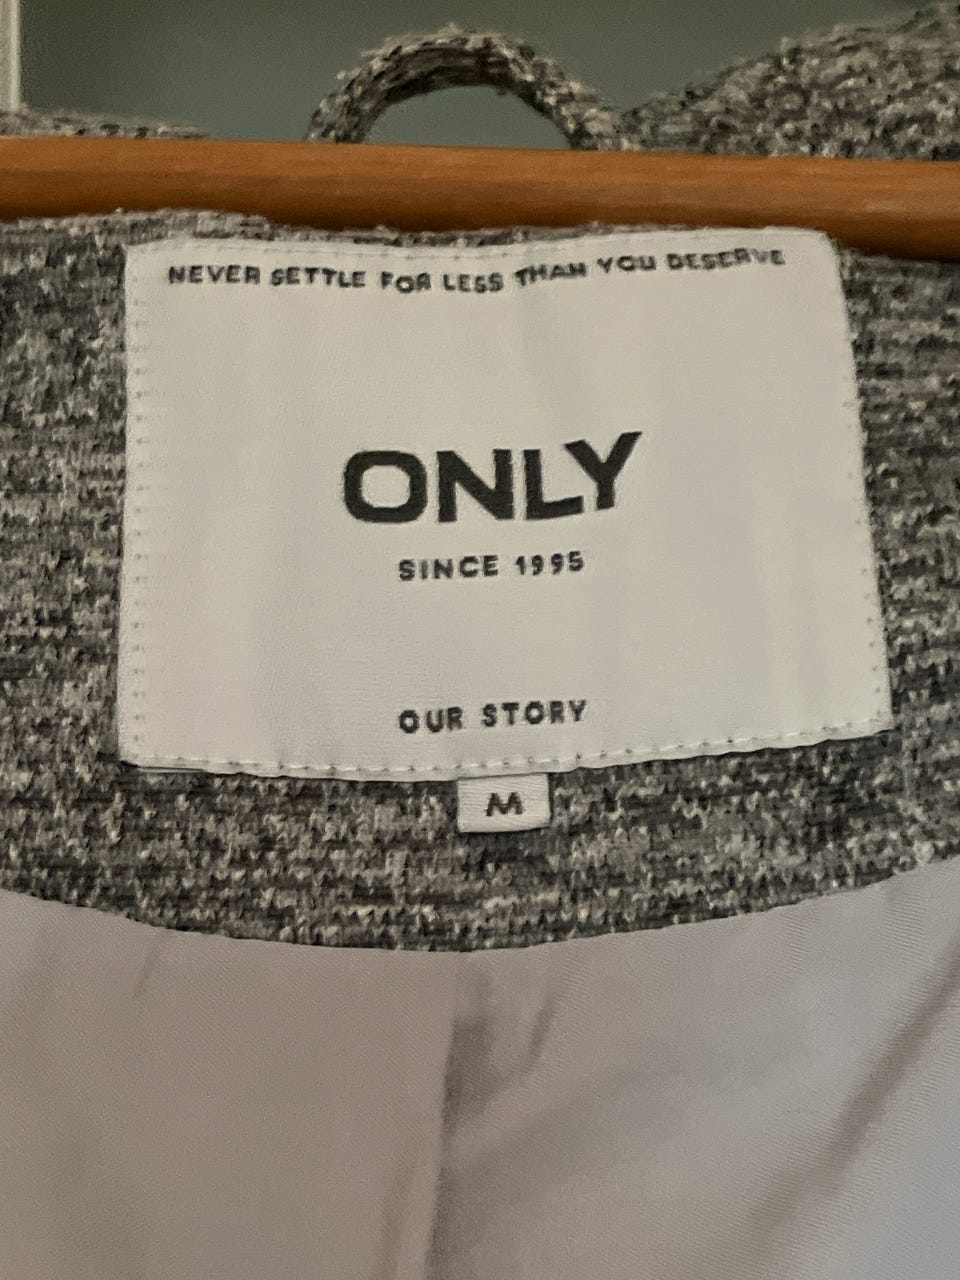 NEVER SETTLE FOR LESS THAN YOU DESERVE
ONLY
SINCE 1995
OUR STORY
M